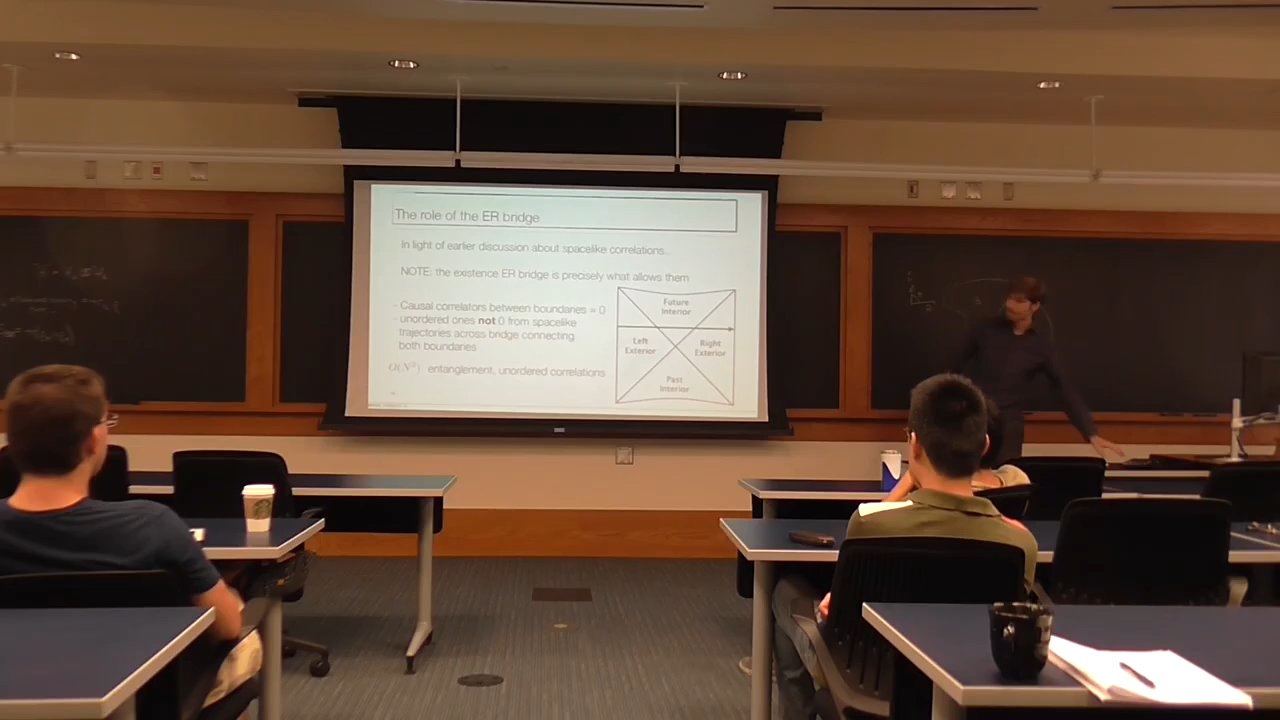 The role of the ER bridge
In light of earlier discussion about spacelike correlations..
NOTE: the existence ER bridge is precisely what allows them
- Causal correlators between boundaries = 0
- unordered ones not 0 from spacelike
trajectories across bridge connecting
both boundaries
O(N²) entanglement, unordered correlations
Future
Interior
Left
Exterior
Right
Exterior
Past
Interior